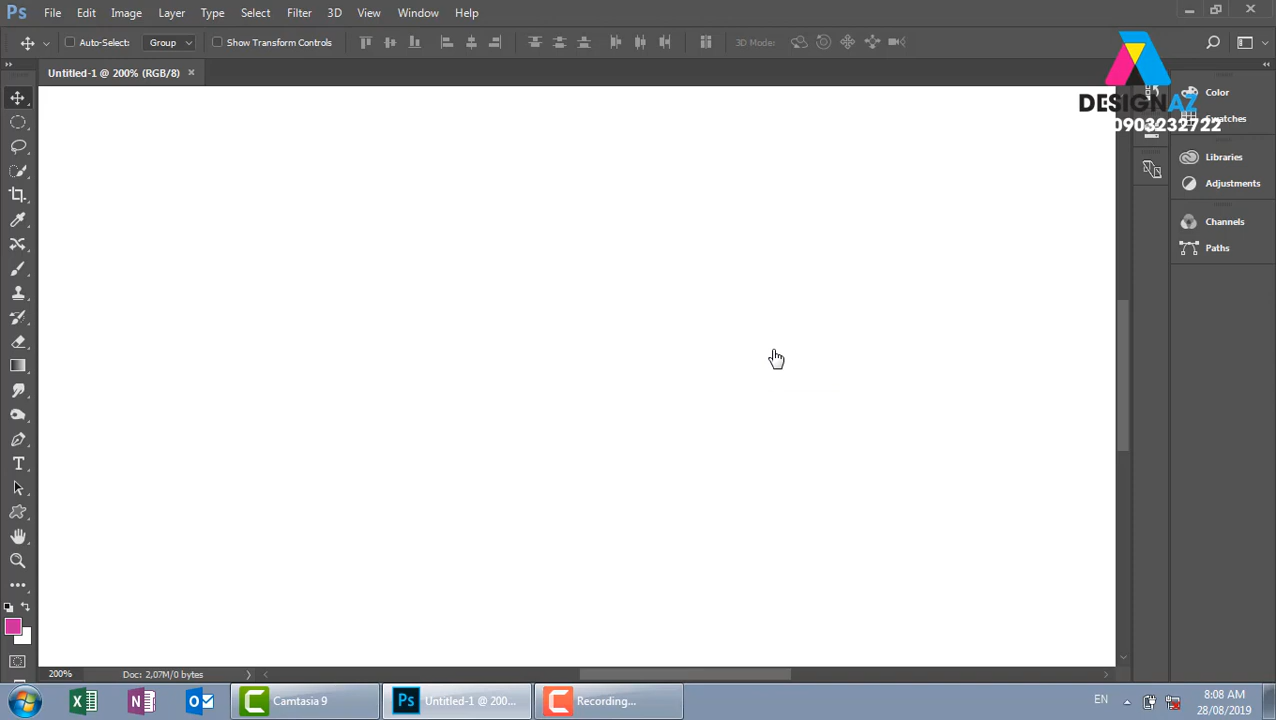 Ps File Edit Image Layer Type Select Filter 3D View Window Help
Auto-Select: Group Show Transform Controls 3D Mode:
Untitled-1 @ 200% (RGB/8) ×
DESIGNAZ
0903232722
Color
Swatches
Libraries
Adjustments
Channels
Paths
200% Doc: 2,07M/0 bytes
Camtasia 9
Ps Untitled-1 @ 200...
Recording...
EN
8:08 AM
28/08/2019